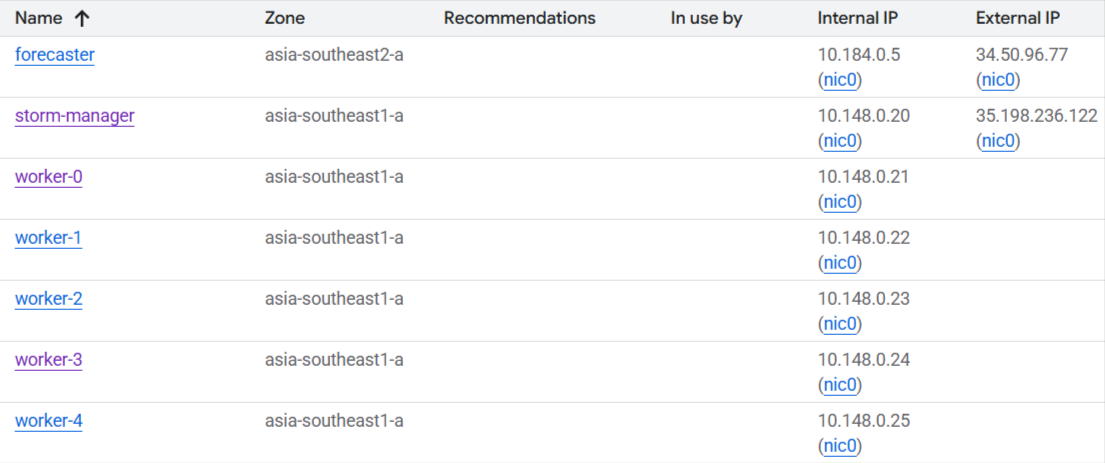 Name ↑ Zone Recommendations In use by Internal IP External IP
forecaster asia-southeast2-a 10.184.0.5 34.50.96.77
(nic0) (nic0)
storm-manager asia-southeast1-a 10.148.0.20 35.198.236.122
(nic0) (nic0)
worker-0 asia-southeast1-a 10.148.0.21
(nic0)
worker-1 asia-southeast1-a 10.148.0.22
(nic0)
worker-2 asia-southeast1-a 10.148.0.23
(nic0)
worker-3 asia-southeast1-a 10.148.0.24
(nic0)
worker-4 asia-southeast1-a 10.148.0.25
(nic0)